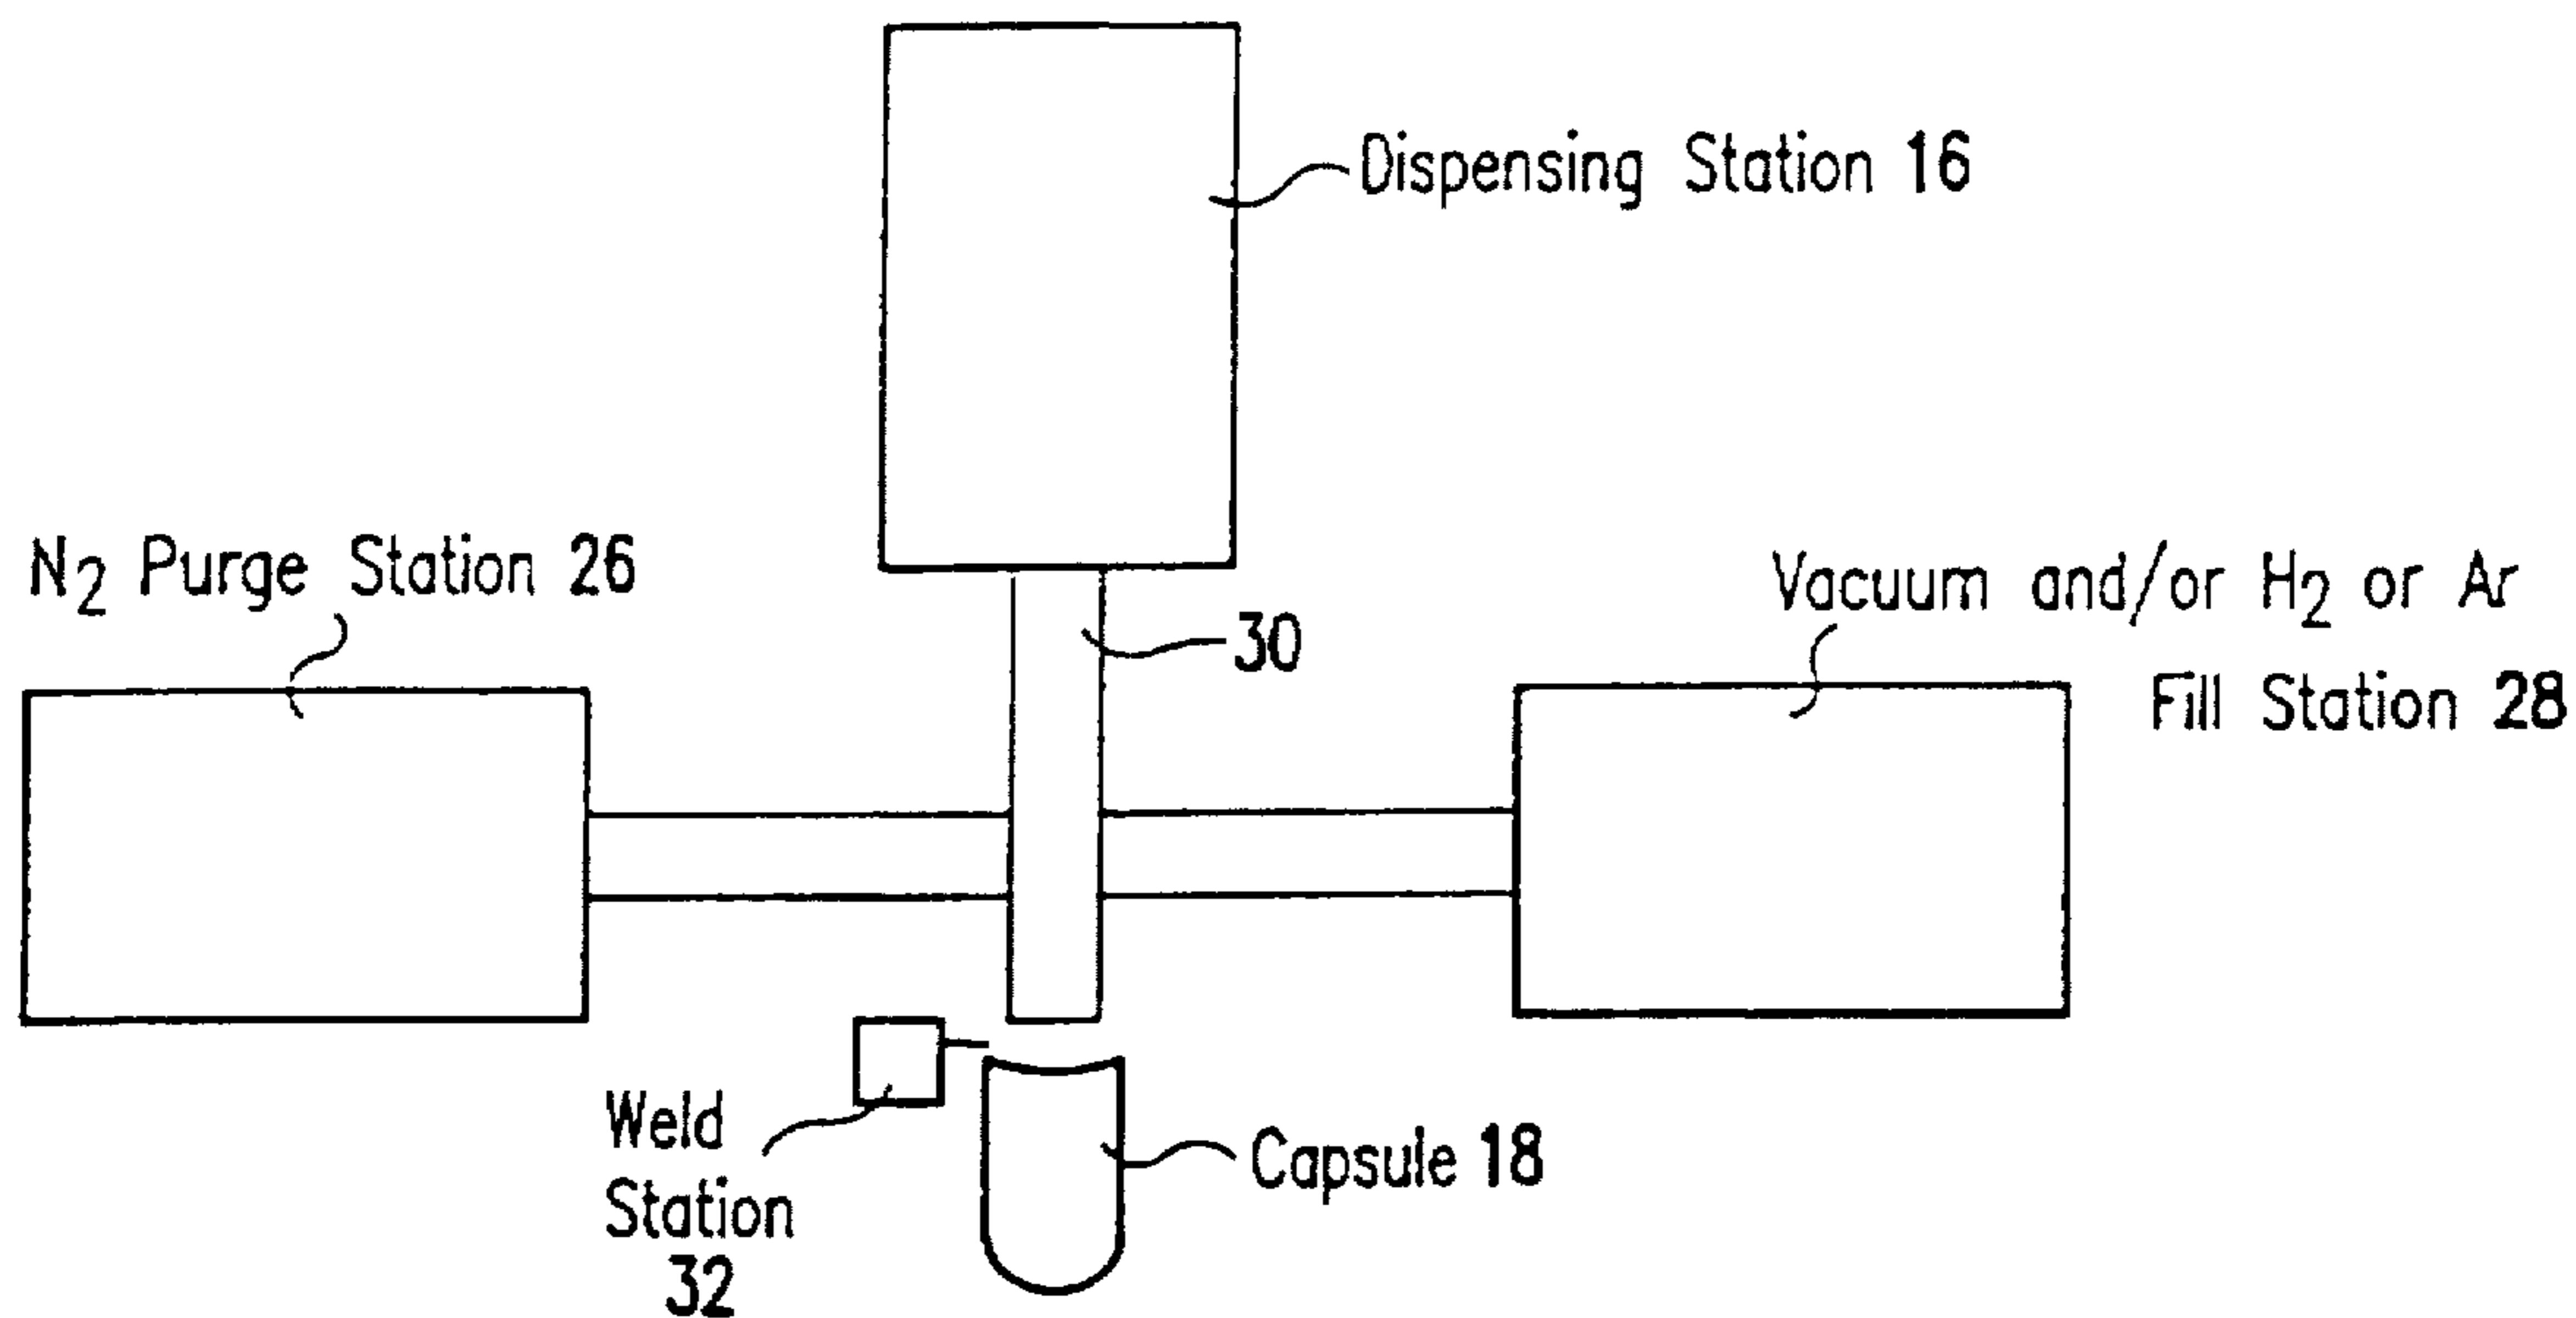 Dispensing Station 16
N2 Purge Station 26
30
Vacuum and/or H2 or Ar
Fill Station 28
Weld
Station
32
Capsule 18